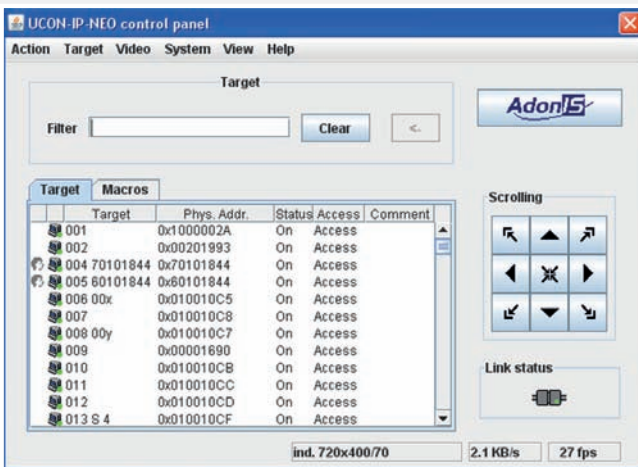 UCON-IP-NEO control panel
Action Target Video System View Help
Target
Filter Clear <-
AdonIS
Target Macros
Target Phys. Addr. Status Access Comment
001 0x1000002A On Access
002 0x00201993 On Access
004 70101844 0x70101844 On Access
005 60101844 0x60101844 On Access
006 00x 0x010010C5 On Access
007 0x010010C8 On Access
008 00y 0x010010C7 On Access
009 0x00001690 On Access
010 0x010010CB On Access
011 0x010010CC On Access
012 0x010010CD On Access
013 S 4 0x010010CF On Access
Scrolling
Link status
ind. 720x400/70 2.1 KB/s 27 fps